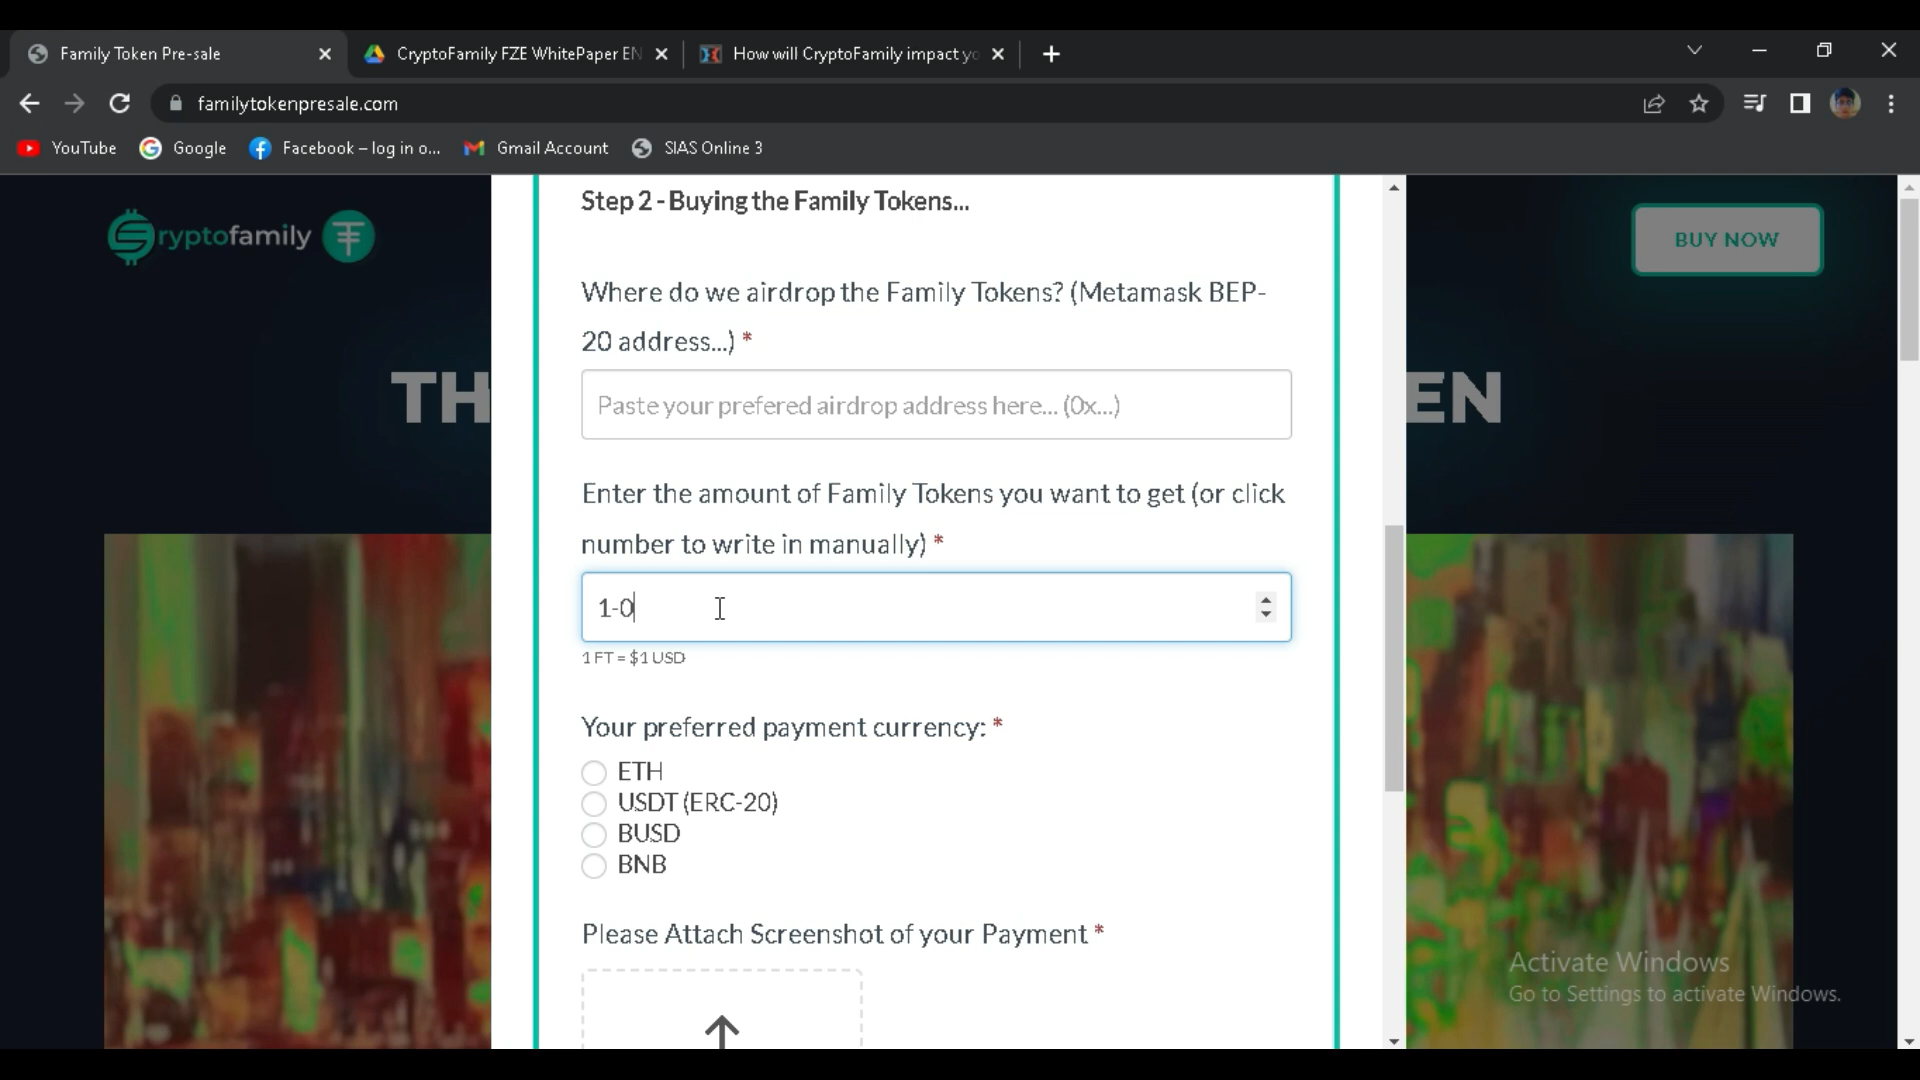 Family Token Pre-sale
CryptoFamily FZE WhitePaper EN
How will CryptoFamily impact yo
familytokenpresale.com
YouTube
Google
Facebook – log in o...
Gmail Account
SIAS Online 3
ryptofamily
BUY NOW
TH
EN
Step 2 - Buying the Family Tokens...
Where do we airdrop the Family Tokens? (Metamask BEP-
20 address...) *
Paste your prefered airdrop address here... (0x...)
Enter the amount of Family Tokens you want to get (or click
number to write in manually) *
1-0
1 FT = $1 USD
Your preferred payment currency: *
ETH
USDT (ERC-20)
BUSD
BNB
Please Attach Screenshot of your Payment *
Activate Windows
Go to Settings to activate Windows.